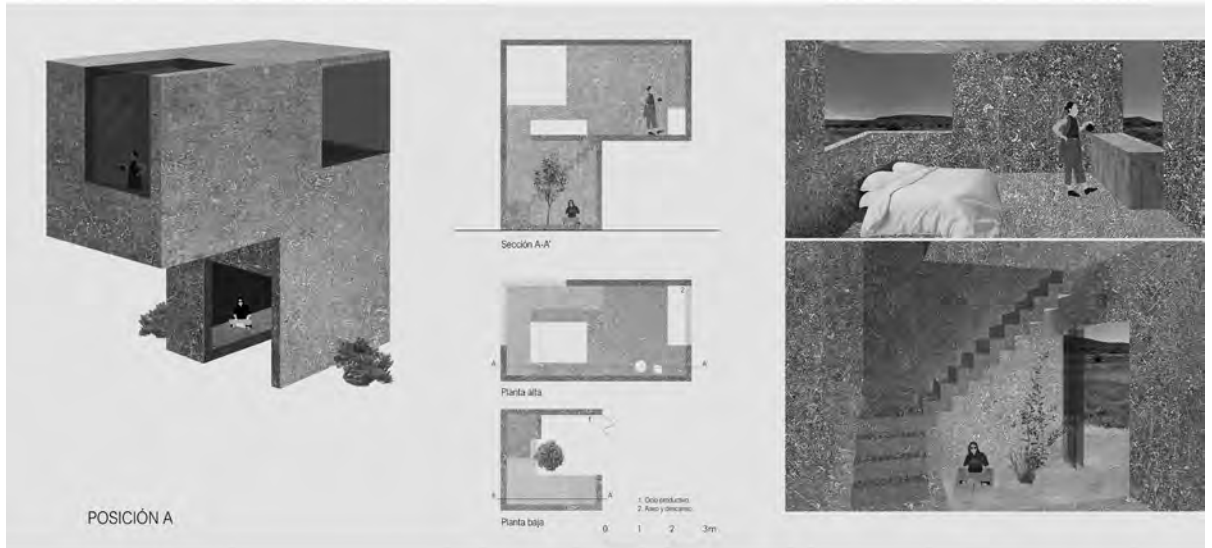 Sección A-A'
2
A
A'
Planta alta
1
A
A'
Planta baja
1. Ocio productivo.
2. Aseo y descanso.
0 1 2 3m
POSICIÓN A